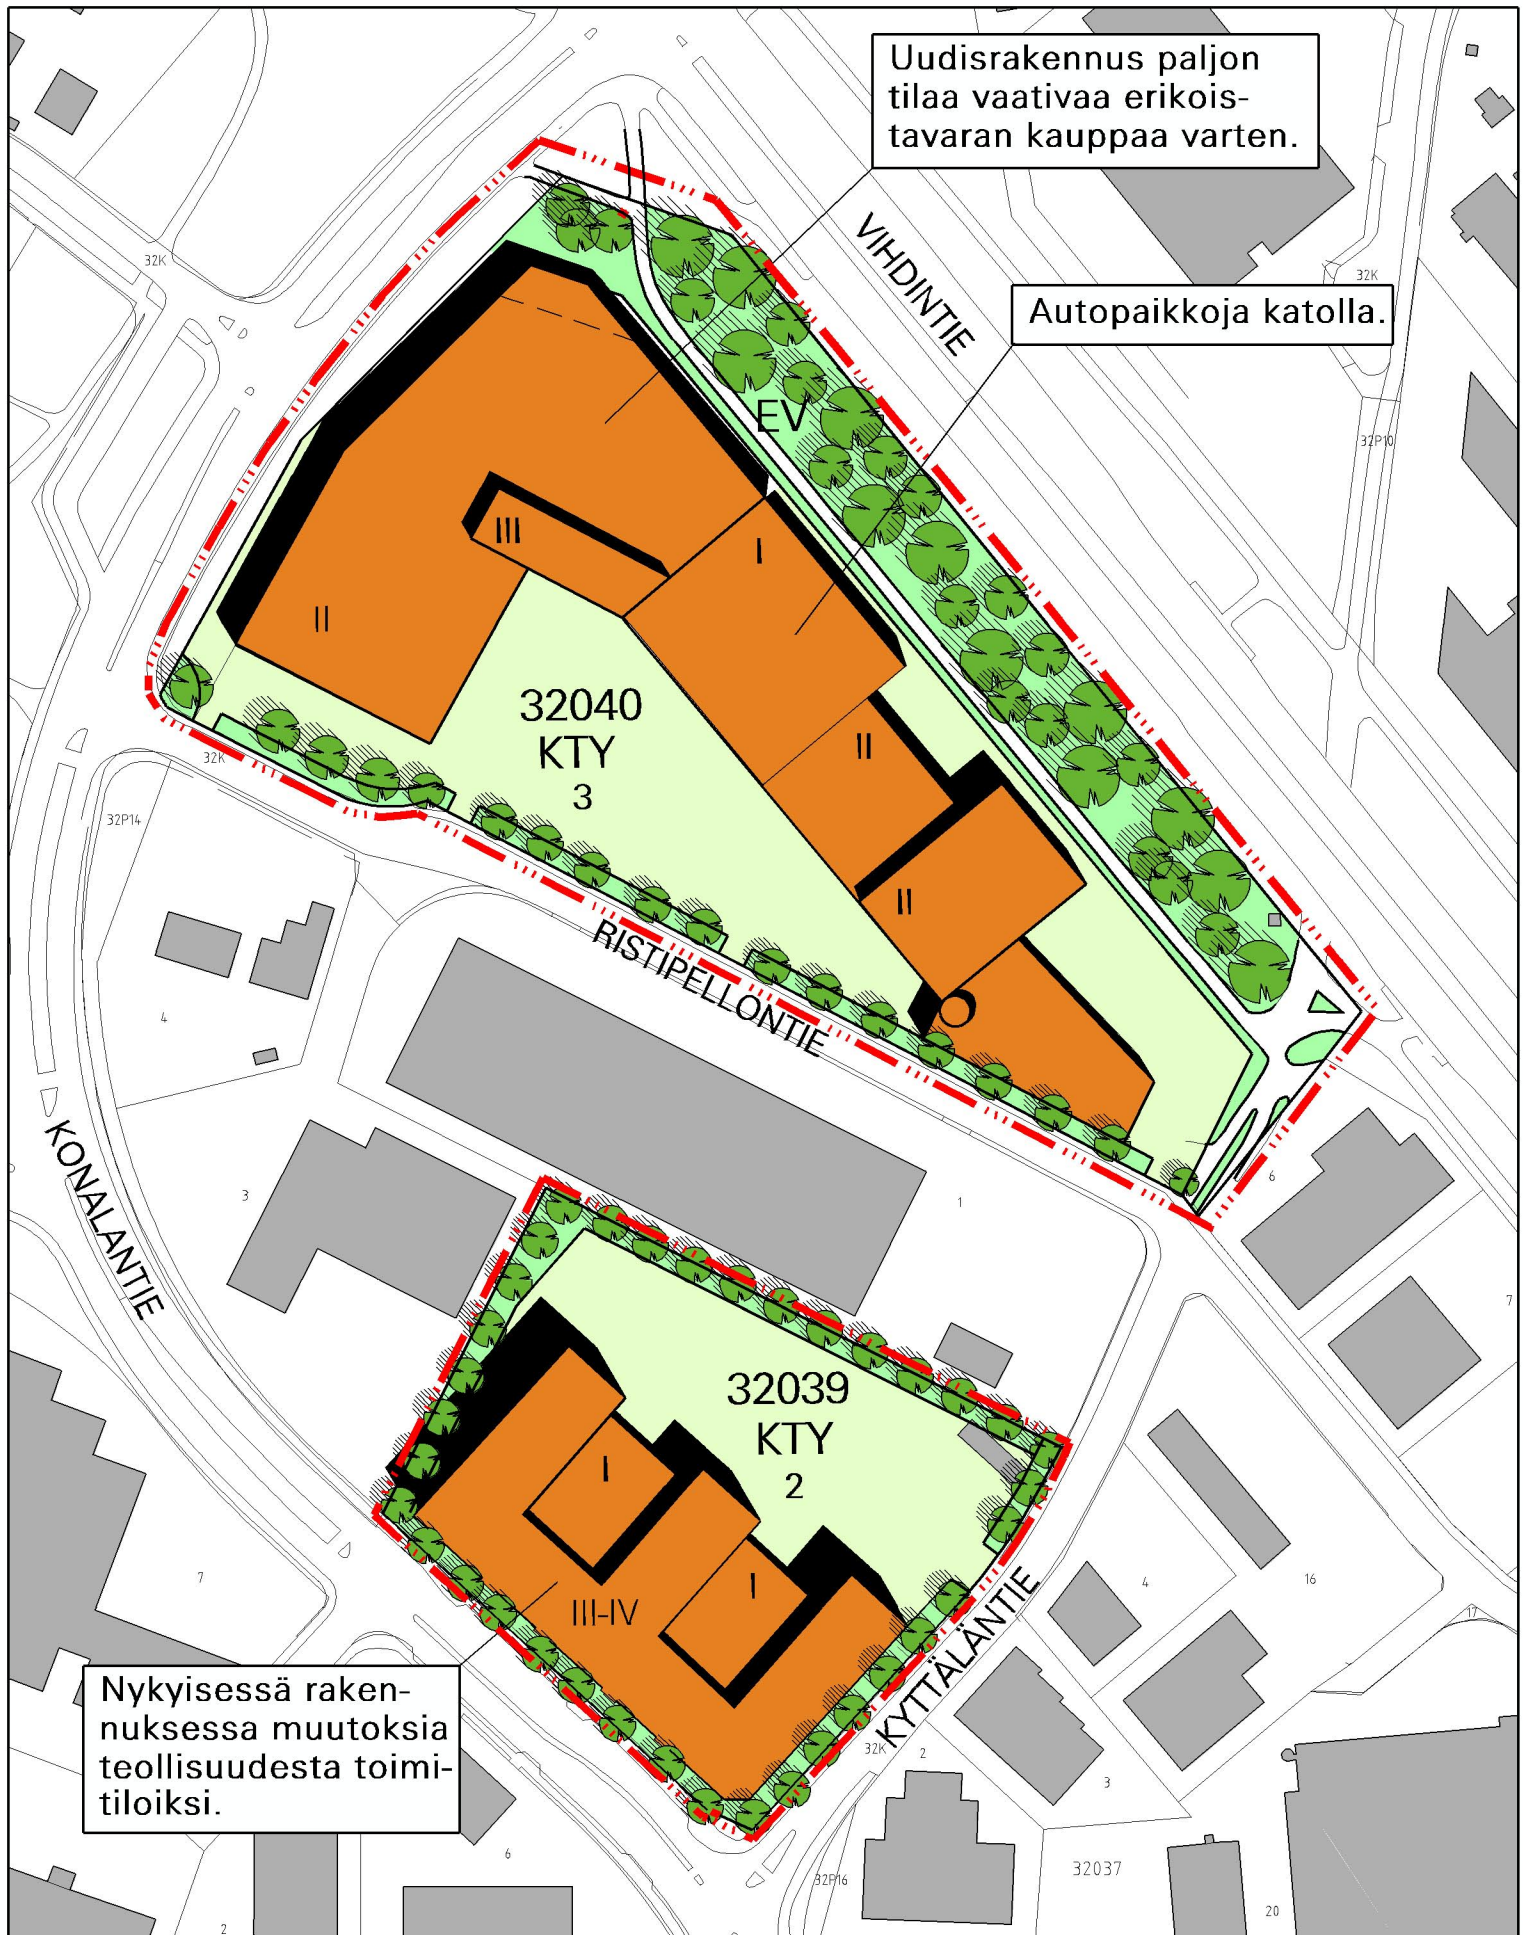 Uudisrakennus paljon
tilaa vaativaa erikois-
tavaran kauppaa varten.
VIHDINTIE
32K
32K
Autopaikkoja katolla.
EV
32P10
III
I
II
32040
KTY
3
II
32K
32P14
II
RISTIPELLONTIE
4
KONALANTIE
3
1
6
7
32039
KTY
2
I
I
III-IV
7
4
16
17
KYTTÄLÄNTIE
Nykyisessä raken-
nuksessa muutoksia
teollisuudesta toimi-
tiloiksi.
32K
2
3
6
32P16
32037
20
2